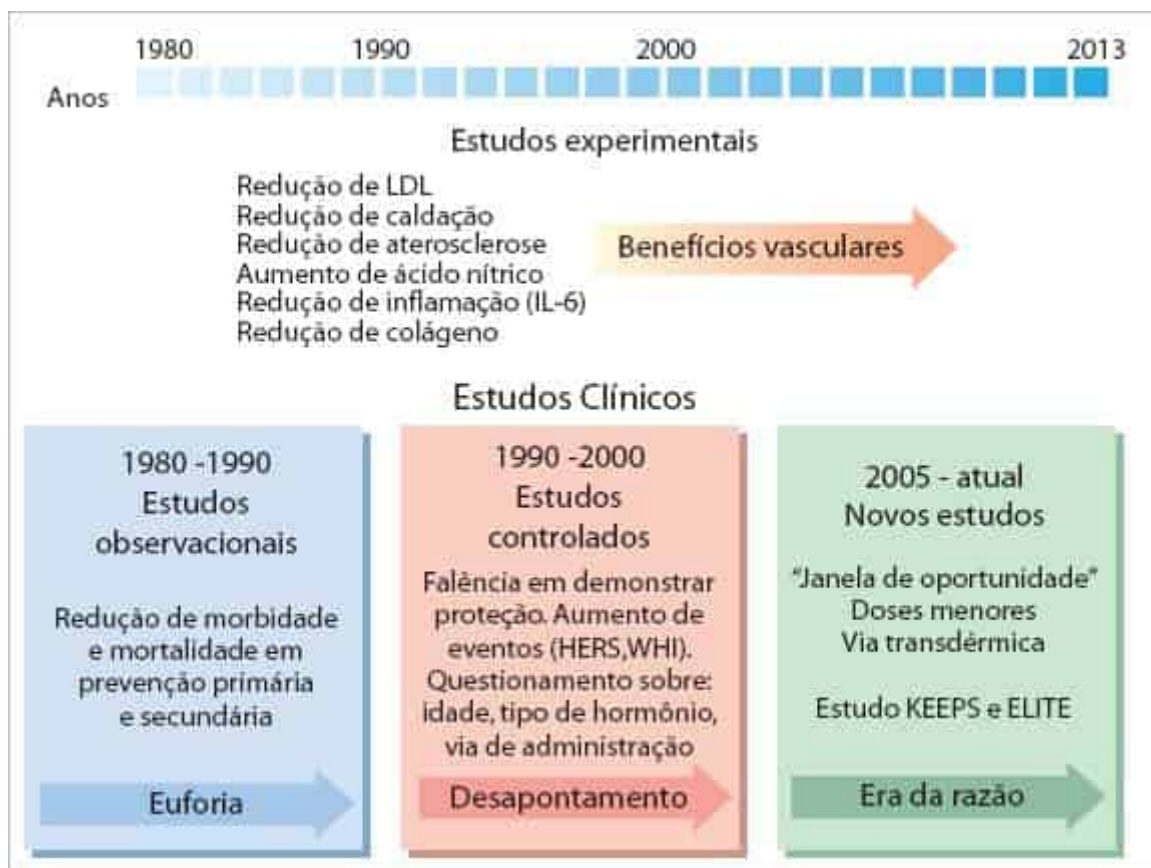 1980 1990 2000 2013
Anos
Estudos experimentais
Redução de LDL
Redução de caldação
Redução de aterosclerose
Aumento de ácido nítrico
Redução de inflamação (IL-6)
Redução de colágeno
Benefícios vasculares
Estudos Clínicos
1980 -1990
Estudos
observacionais
Redução de morbidade
e mortalidade em
prevenção primária
e secundária
Euforia
1990 -2000
Estudos
controlados
Falência em demonstrar
proteção. Aumento de
eventos (HERS,WHI).
Questionamento sobre:
idade, tipo de hormônio,
via de administração
Desapontamento
2005 - atual
Novos estudos
“Janela de oportunidade”
Doses menores
Via transdérmica
Estudo KEEPS e ELITE
Era da razão